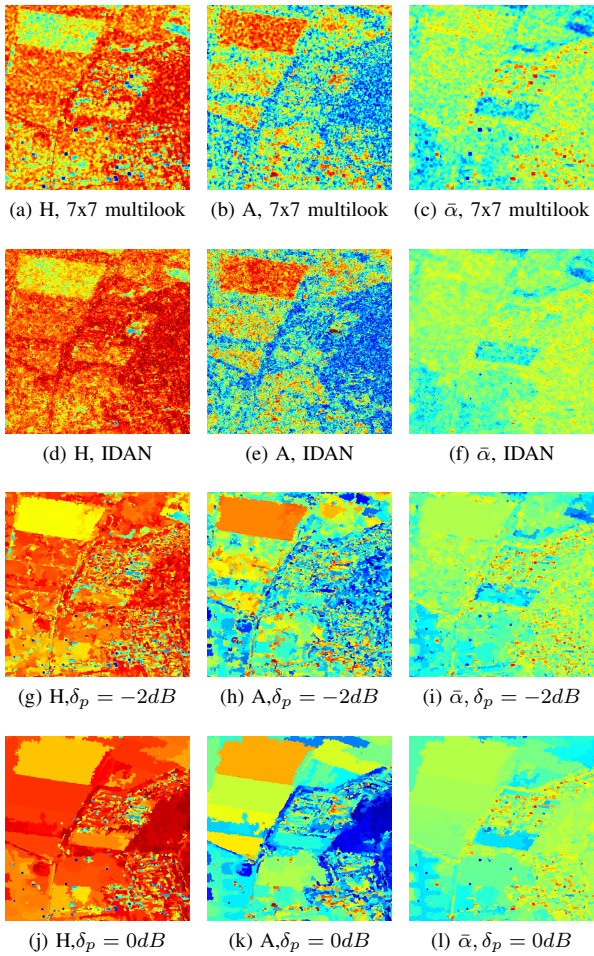 (a) H, 7x7 multilook
(b) A, 7x7 multilook
(c) ᾱ, 7x7 multilook
(d) H, IDAN
(e) A, IDAN
(f) ᾱ, IDAN
(g) H,δp = −2dB
(h) A,δp = −2dB
(i) ᾱ, δp = −2dB
(j) H,δp = 0dB
(k) A,δp = 0dB
(l) ᾱ, δp = 0dB